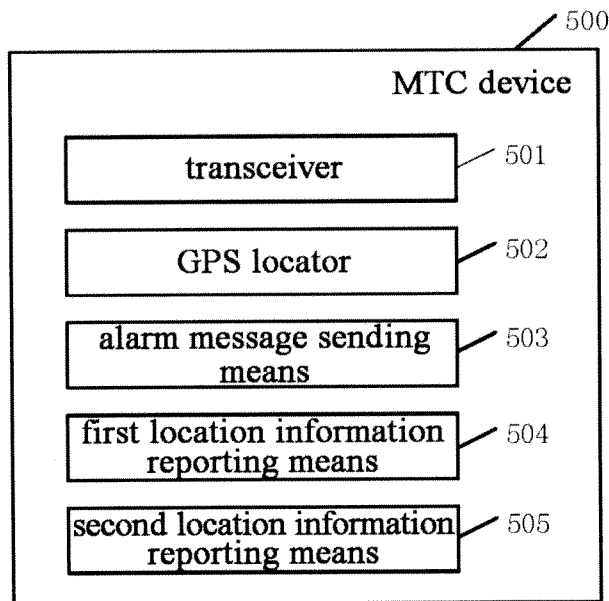 500
MTC device
transceiver
501
GPS locator
502
alarm message sending
means
503
first location information
reporting means
504
second location information
reporting means
505